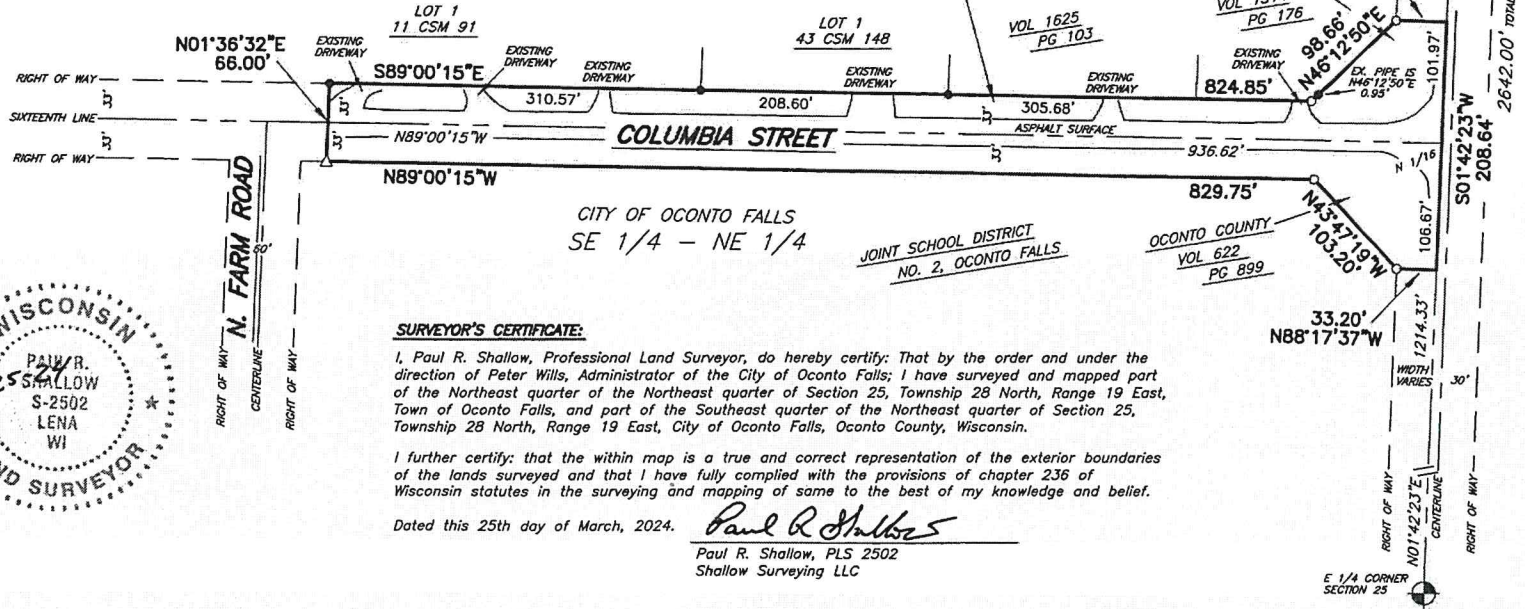 LOT 1
11 CSM 91
LOT 1
43 CSM 148
VOL 1625
PG 103
PG 176
98.66'
N46°12'50"E
101.97'
2642.00' TOTAL
N01°36'32"E
66.00'
EXISTING
DRIVEWAY
S89°00'15"E
EXISTING
DRIVEWAY
EXISTING
DRIVEWAY
EXISTING
DRIVEWAY
EXISTING
DRIVEWAY
EXISTING
DRIVEWAY
824.85'
EX. PIPE IS
N46°12'50"E
0.95'
RIGHT OF WAY
33'
310.57'
208.60'
305.68'
33'
33'
SIXTEENTH LINE
33'
33'
N89°00'15"W
COLUMBIA STREET
ASPHALT SURFACE
33'
936.62'
N 1/16
S01°42'23"W
208.64'
RIGHT OF WAY
N89°00'15"W
829.75'
N. FARM ROAD
60'
CITY OF OCONTO FALLS
SE 1/4 – NE 1/4
JOINT SCHOOL DISTRICT
NO. 2, OCONTO FALLS
OCONTO COUNTY
VOL 622
PG 899
N43°47'19"W
103.20'
106.67'
33.20'
N88°17'37"W
1214.33'
WIDTH
VARIES
30'
RIGHT OF WAY
CENTERLINE
RIGHT OF WAY
WISCONSIN
PAUL R.
SHALLOW
S-2502
LENA
WI
SURVEYOR
SURVEYOR'S CERTIFICATE:
I, Paul R. Shallow, Professional Land Surveyor, do hereby certify: That by the order and under the
direction of Peter Wills, Administrator of the City of Oconto Falls; I have surveyed and mapped part
of the Northeast quarter of the Northeast quarter of Section 25, Township 28 North, Range 19 East,
Town of Oconto Falls, and part of the Southeast quarter of the Northeast quarter of Section 25,
Township 28 North, Range 19 East, City of Oconto Falls, Oconto County, Wisconsin.
I further certify: that the within map is a true and correct representation of the exterior boundaries
of the lands surveyed and that I have fully complied with the provisions of chapter 236 of
Wisconsin statutes in the surveying and mapping of same to the best of my knowledge and belief.
Dated this 25th day of March, 2024.
Paul R Shallow
Paul R. Shallow, PLS 2502
Shallow Surveying LLC
RIGHT OF WAY
N01°42'23"E
CENTERLINE
RIGHT OF WAY
E 1/4 CORNER
SECTION 25